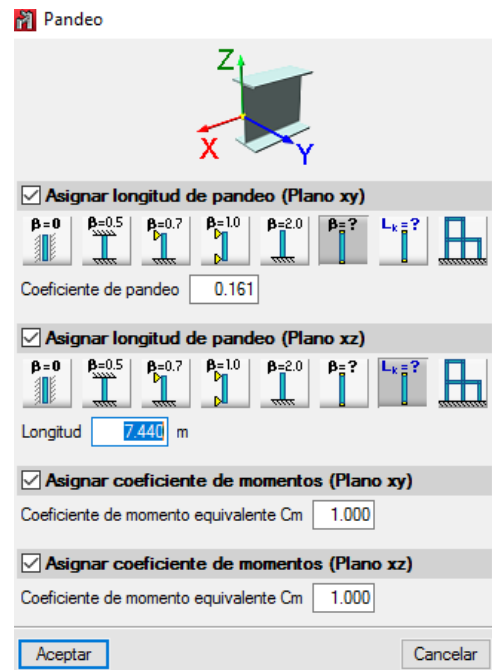 Pandeo
Z
X
Y
Asignar longitud de pandeo (Plano xy)
β=0 β=0.5 β=0.7 β=1.0 β=2.0 β=? Lk=?
Coeficiente de pandeo 0.161
Asignar longitud de pandeo (Plano xz)
β=0 β=0.5 β=0.7 β=1.0 β=2.0 β=? Lk=?
Longitud 7.440 m
Asignar coeficiente de momentos (Plano xy)
Coeficiente de momento equivalente Cm 1.000
Asignar coeficiente de momentos (Plano xz)
Coeficiente de momento equivalente Cm 1.000
Aceptar Cancelar